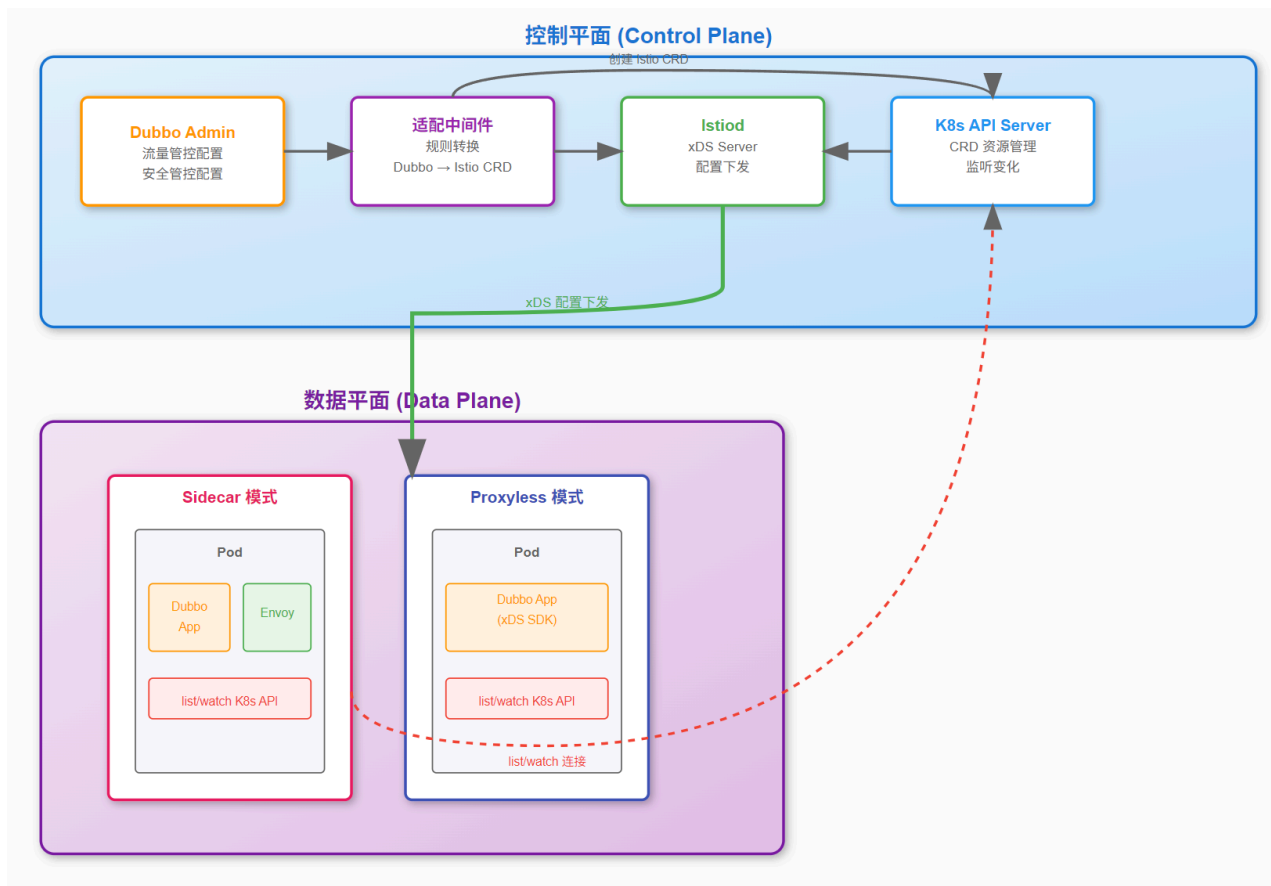 控制平面 (Control Plane)
创建 Istio CRD
Dubbo Admin
流量管控配置
安全管控配置
适配中间件
规则转换
Dubbo → Istio CRD
Istiod
xDS Server
配置下发
K8s API Server
CRD 资源管理
监听变化
xDS 配置下发
数据平面 (Data Plane)
Sidecar 模式
Pod
Dubbo
App
Envoy
list/watch K8s API
Proxyless 模式
Pod
Dubbo App
(xDS SDK)
list/watch K8s API
list/watch 连接